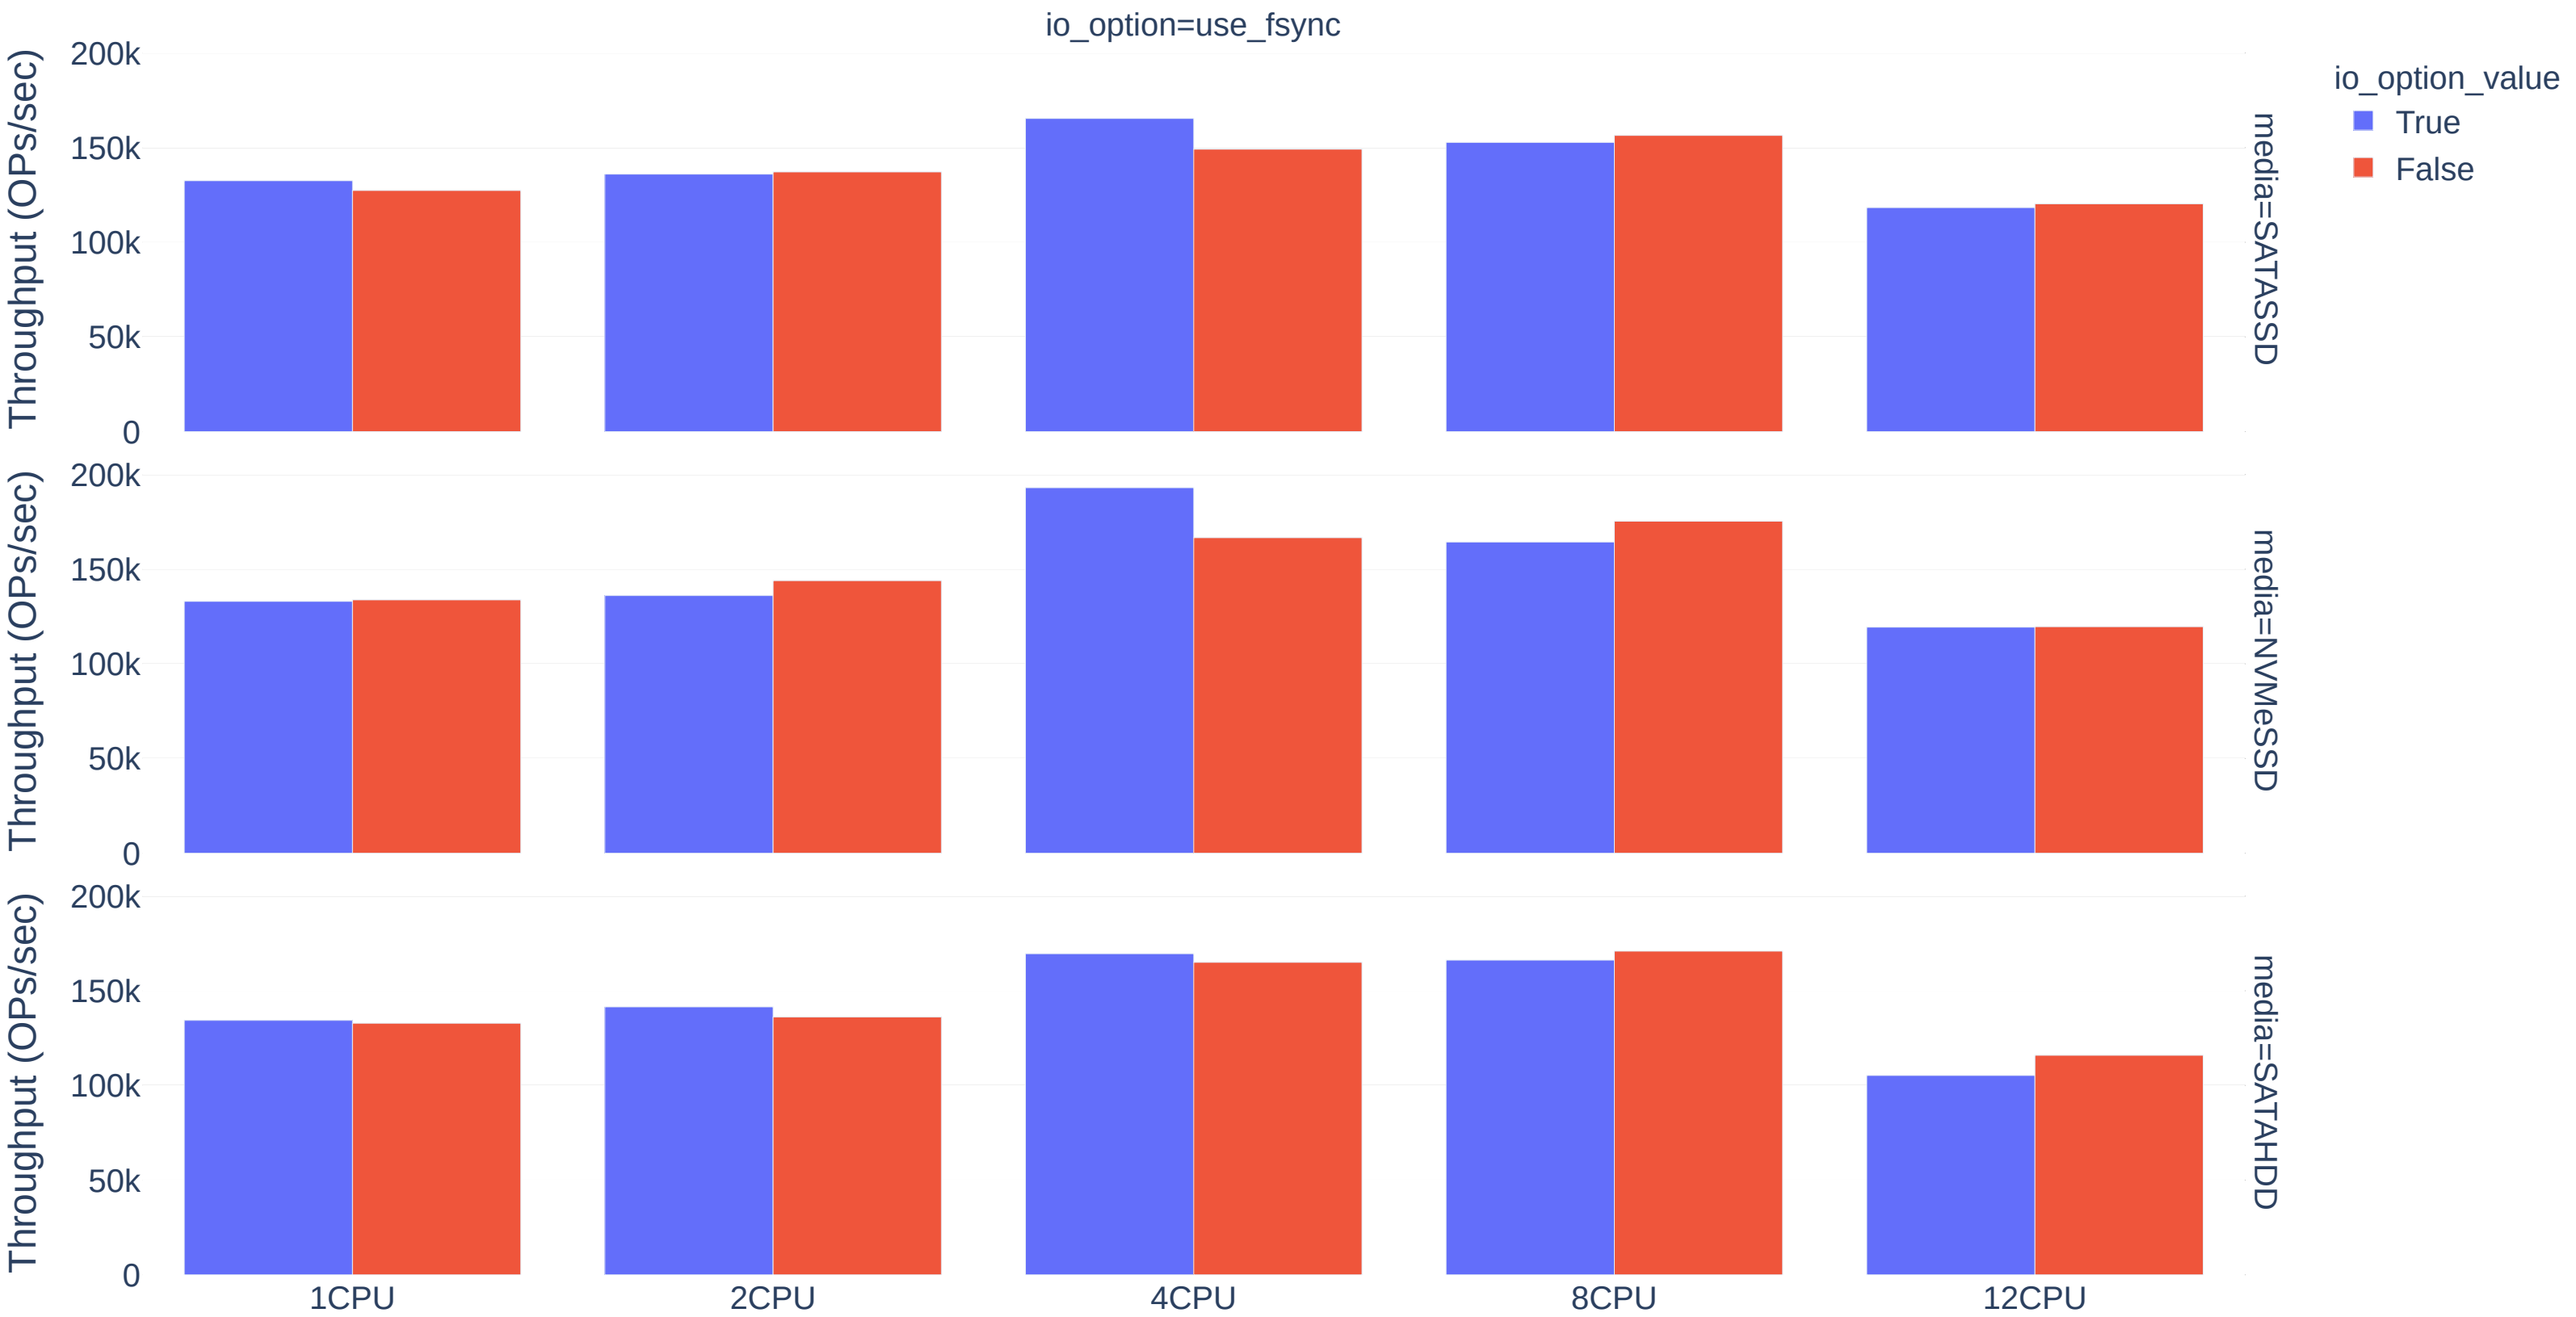 io_option=use_fsync
Throughput (OPs/sec)
200k
150k
100k
50k
0
media=SATASSD
io_option_value
True
False
Throughput (OPs/sec)
200k
150k
100k
50k
0
media=NVMeSSD
Throughput (OPs/sec)
200k
150k
100k
50k
0
media=SATAHDD
1CPU
2CPU
4CPU
8CPU
12CPU